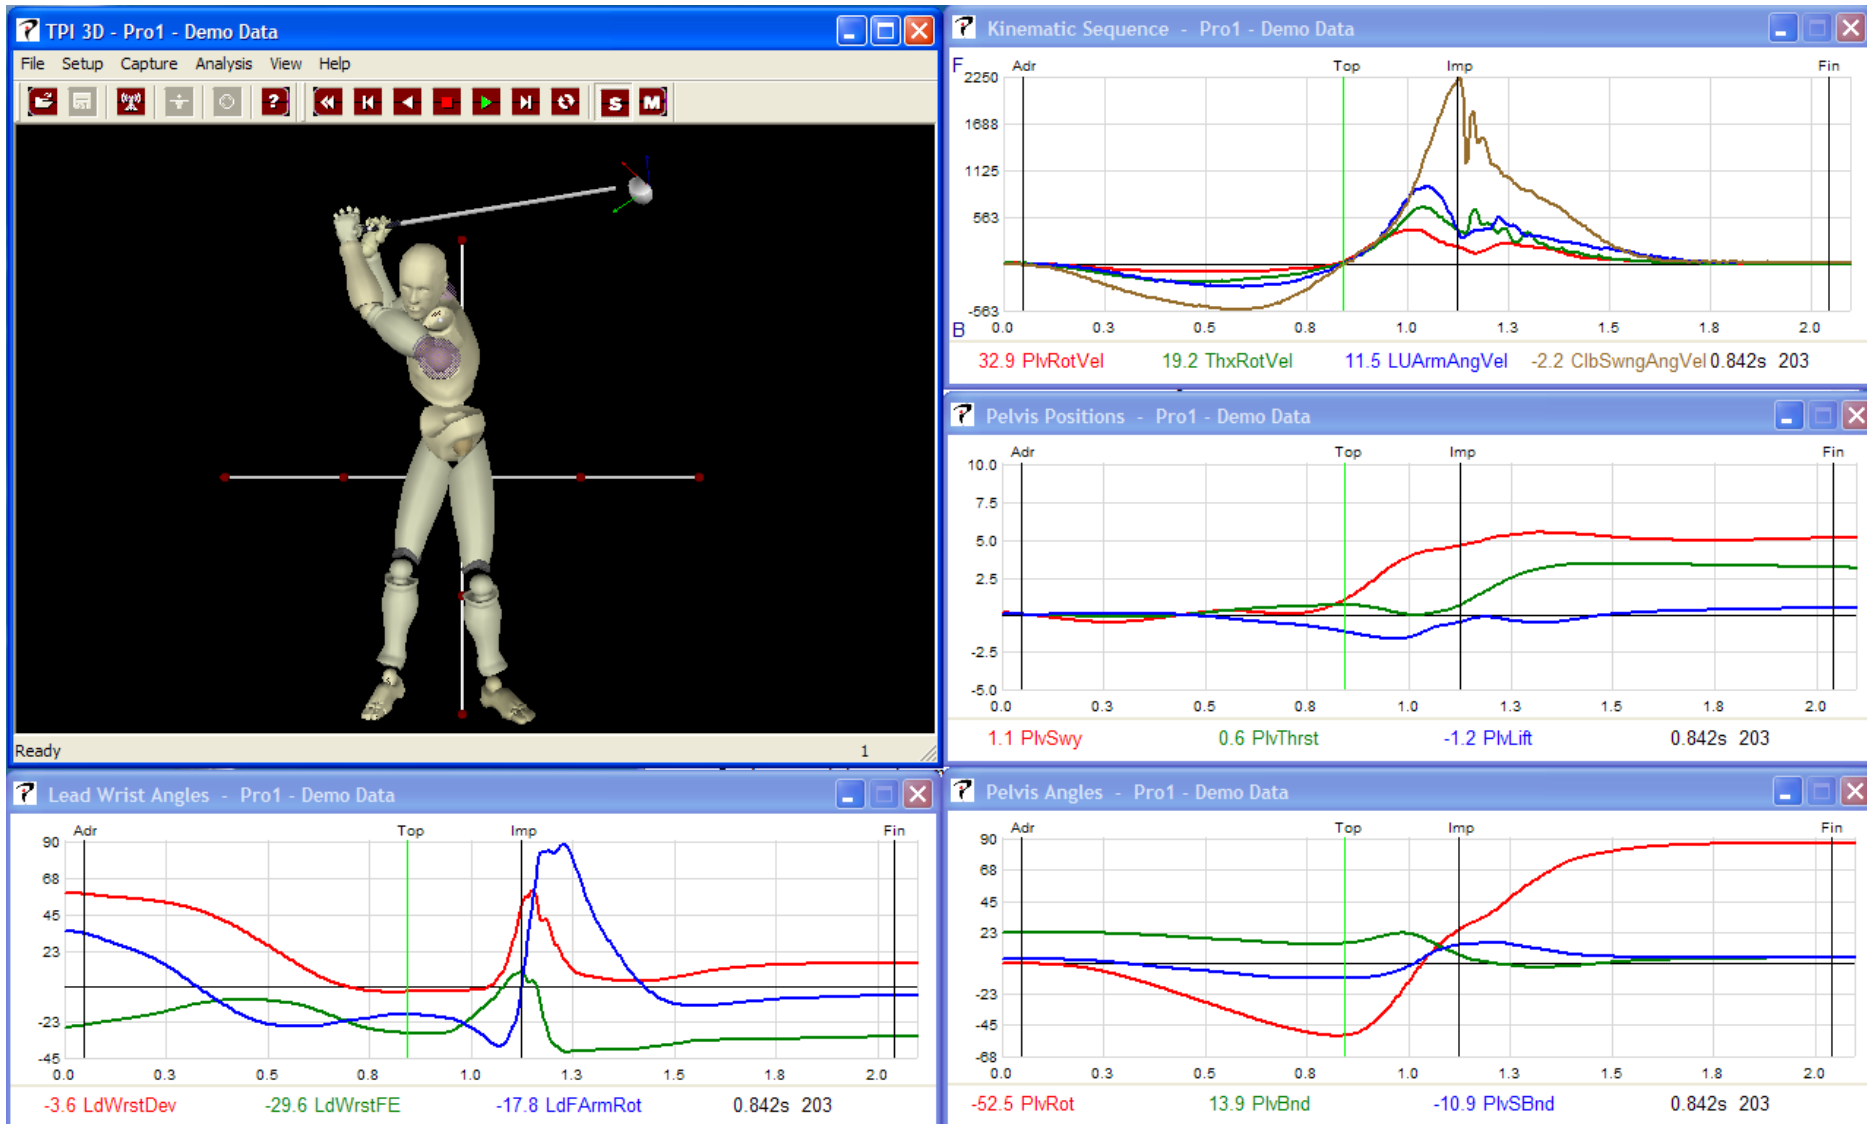 TPI 3D - Pro1 - Demo Data
File Setup Capture Analysis View Help
? S M
Ready 1
Kinematic Sequence - Pro1 - Demo Data
F Adr Top Imp Fin
2250
1688
1125
563
-563
B 0.0 0.3 0.5 0.8 1.0 1.3 1.5 1.8 2.0
32.9 PlvRotVel 19.2 ThxRotVel 11.5 LUArmAngVel -2.2 ClbSwngAngVel 0.842s 203
Pelvis Positions - Pro1 - Demo Data
Adr Top Imp Fin
10.0
7.5
5.0
2.5
0.0
-2.5
-5.0
0.0 0.3 0.5 0.8 1.0 1.3 1.5 1.8 2.0
1.1 PlvSwy 0.6 PlvThrst -1.2 PlvLift 0.842s 203
Lead Wrist Angles - Pro1 - Demo Data
Adr Top Imp Fin
90
68
45
23
-23
-45
0.0 0.3 0.5 0.8 1.0 1.3 1.5 1.8 2.0
-3.6 LdWrstDev -29.6 LdWrstFE -17.8 LdFArmRot 0.842s 203
Pelvis Angles - Pro1 - Demo Data
Adr Top Imp Fin
90
68
45
23
-23
-45
-68
0.0 0.3 0.5 0.8 1.0 1.3 1.5 1.8 2.0
-52.5 PlvRot 13.9 PlvBnd -10.9 PlvSBnd 0.842s 203